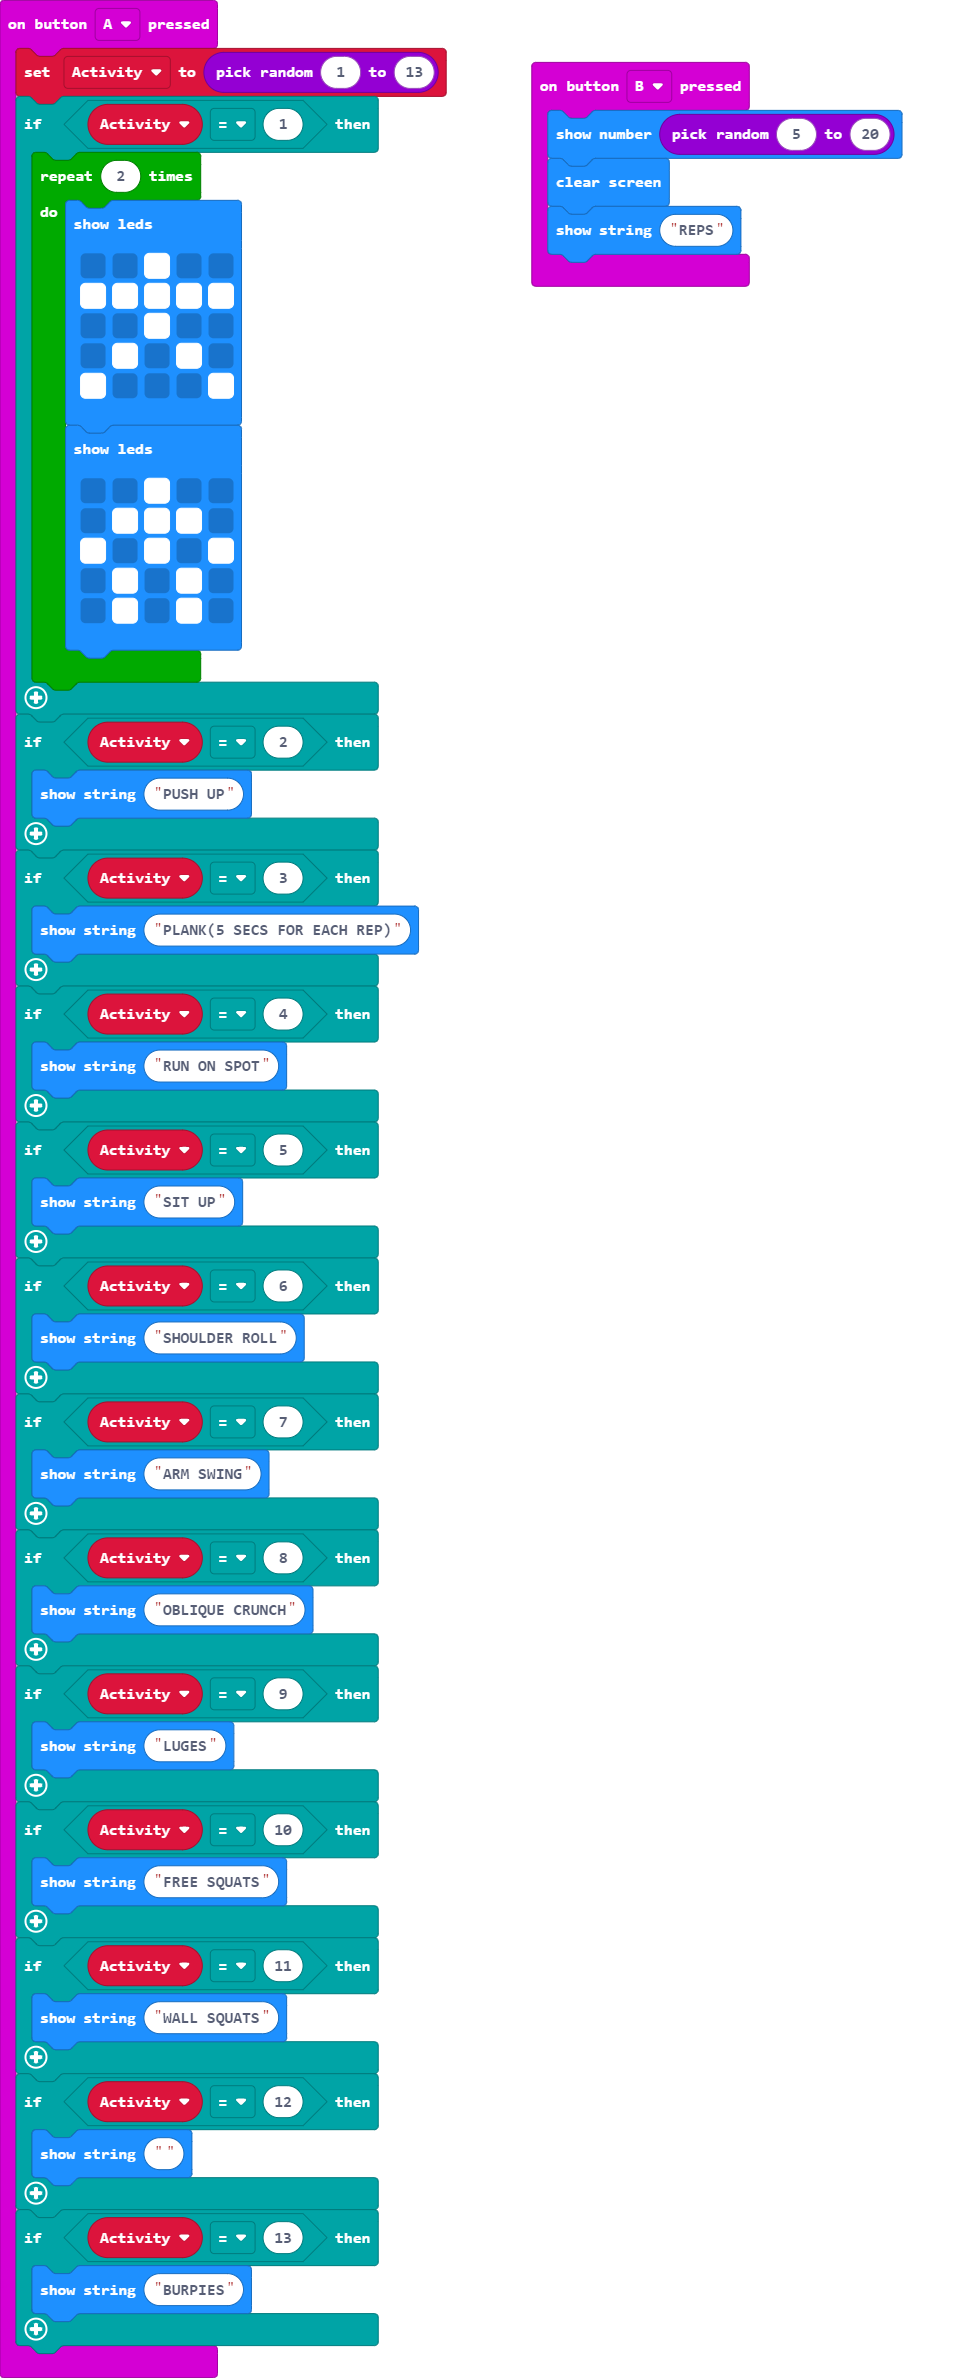 on button A pressed
set Activity to pick random 1 to 13
if Activity = 1 then
repeat 2 times
do
show leds
show leds
if Activity = 2 then
show string "PUSH UP"
if Activity = 3 then
show string "PLANK(5 SECS FOR EACH REP)"
if Activity = 4 then
show string "RUN ON SPOT"
if Activity = 5 then
show string "SIT UP"
if Activity = 6 then
show string "SHOULDER ROLL"
if Activity = 7 then
show string "ARM SWING"
if Activity = 8 then
show string "OBLIQUE CRUNCH"
if Activity = 9 then
show string "LUGES"
if Activity = 10 then
show string "FREE SQUATS"
if Activity = 11 then
show string "WALL SQUATS"
if Activity = 12 then
show string " "
if Activity = 13 then
show string "BURPIES"
on button B pressed
show number pick random 5 to 20
clear screen
show string "REPS"